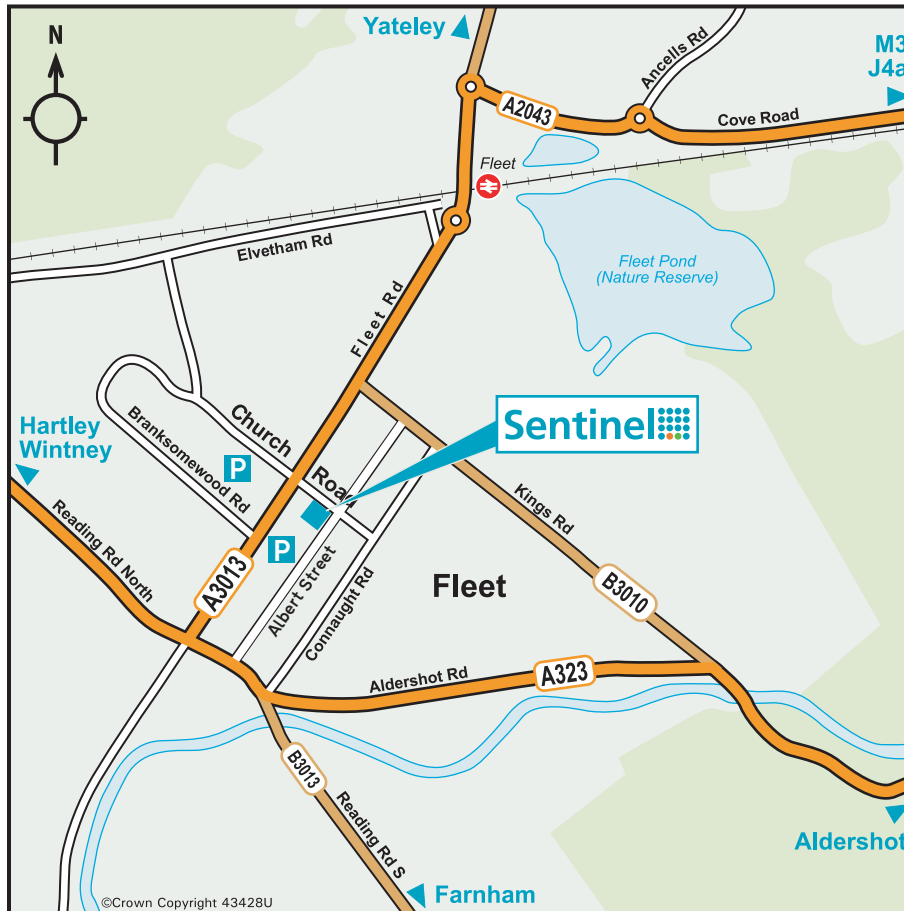 Yateley
N
Ancells Rd
M3
J4a
A2043
Cove Road
Fleet
Elvetham Rd
Fleet Pond
(Nature Reserve)
Fleet Rd
Sentinel
Church
Road
Hartley
Wintney
Branksomewood Rd
P
Kings Rd
Reading Rd North
P
A3013
Albert Street
Connaught Rd
Fleet
B3010
Aldershot Rd
A323
B3013
Reading Rd S
Aldershot
Farnham
©Crown Copyright 43428U